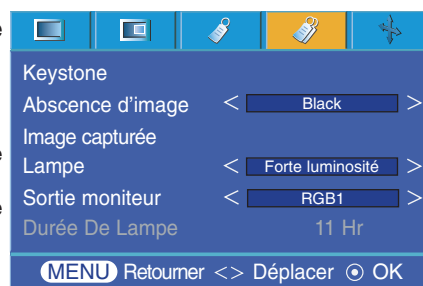 Keystone
Abscence d'image < Black >
Image capturée
Lampe < Forte luminosité >
Sortie moniteur < RGB1 >
Durée De Lampe 11 Hr
MENU Retourner <> Déplacer ⊙ OK